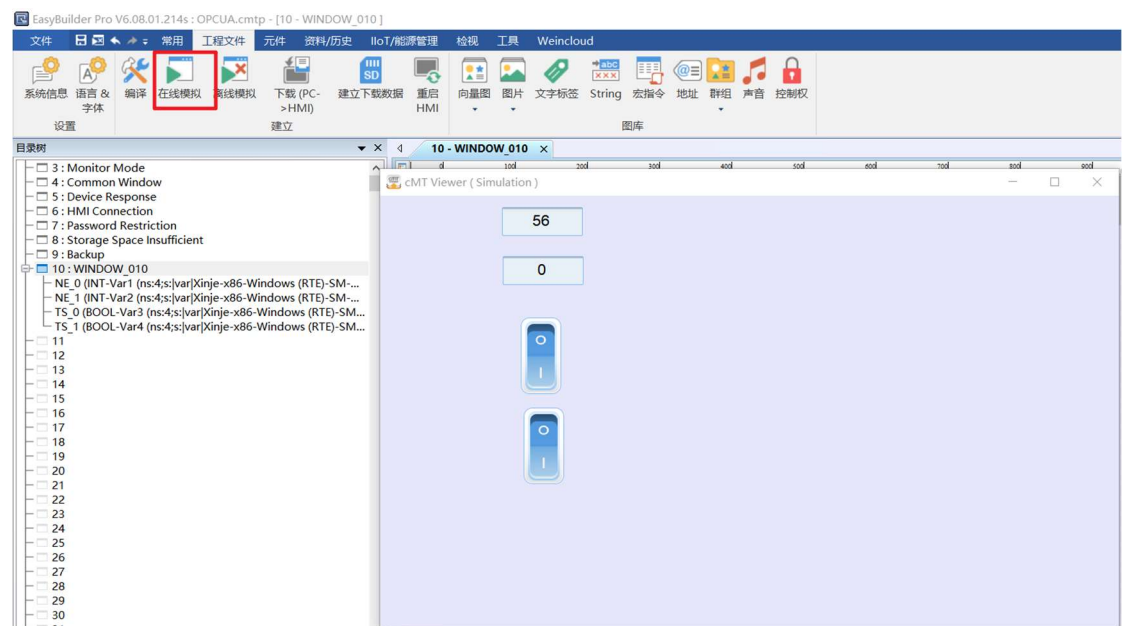 EasyBuilder Pro V6.08.01.214s : OPCUA.cmtp - [10 - WINDOW_010 ]
文件 常用 工程文件 元件 资料/历史 IIoT/能源管理 检视 工具 Weincloud
系统信息 语言 & 字体 编译 在线模拟 离线模拟 下载 (PC->HMI) 建立下载数据 重启 HMI 向量图 图片 文字标签 String 宏指令 地址 群组 声音 控制权
设置 建立 图库
目录树
10 - WINDOW_010
0 100 200 300 400 500 600 700 800 900
3 : Monitor Mode
4 : Common Window
5 : Device Response
6 : HMI Connection
7 : Password Restriction
8 : Storage Space Insufficient
9 : Backup
10 : WINDOW_010
NE_0 (INT-Var1 (ns:4;s:|var|Xinje-x86-Windows (RTE)-SM-...
NE_1 (INT-Var2 (ns:4;s:|var|Xinje-x86-Windows (RTE)-SM-...
TS_0 (BOOL-Var3 (ns:4;s:|var|Xinje-x86-Windows (RTE)-SM...
TS_1 (BOOL-Var4 (ns:4;s:|var|Xinje-x86-Windows (RTE)-SM...
11
12
13
14
15
16
17
18
19
20
21
22
23
24
25
26
27
28
29
30
cMT Viewer ( Simulation )
56
0
O
I
O
I